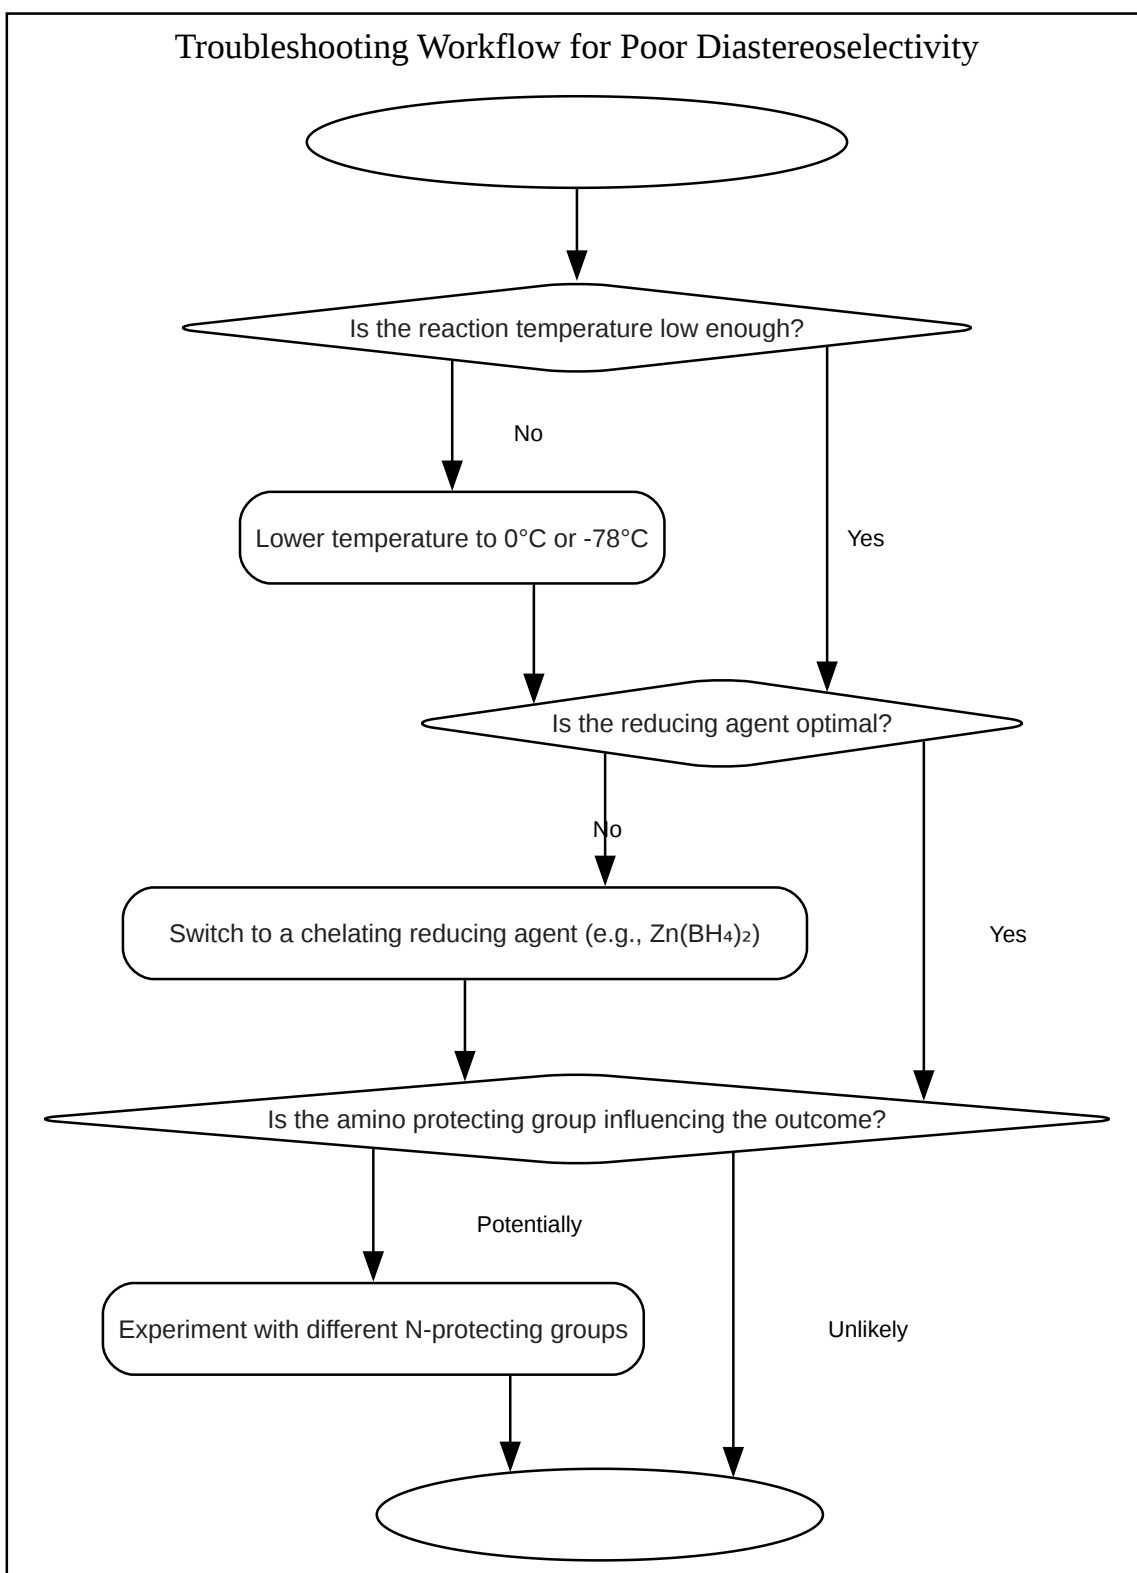 Troubleshooting Workflow for Poor Diastereoselectivity
Is the reaction temperature low enough?
No
Lower temperature to 0°C or -78°C
Yes
Is the reducing agent optimal?
No
Switch to a chelating reducing agent (e.g., Zn(BH₄)₂)
Yes
Is the amino protecting group influencing the outcome?
Potentially
Experiment with different N-protecting groups
Unlikely